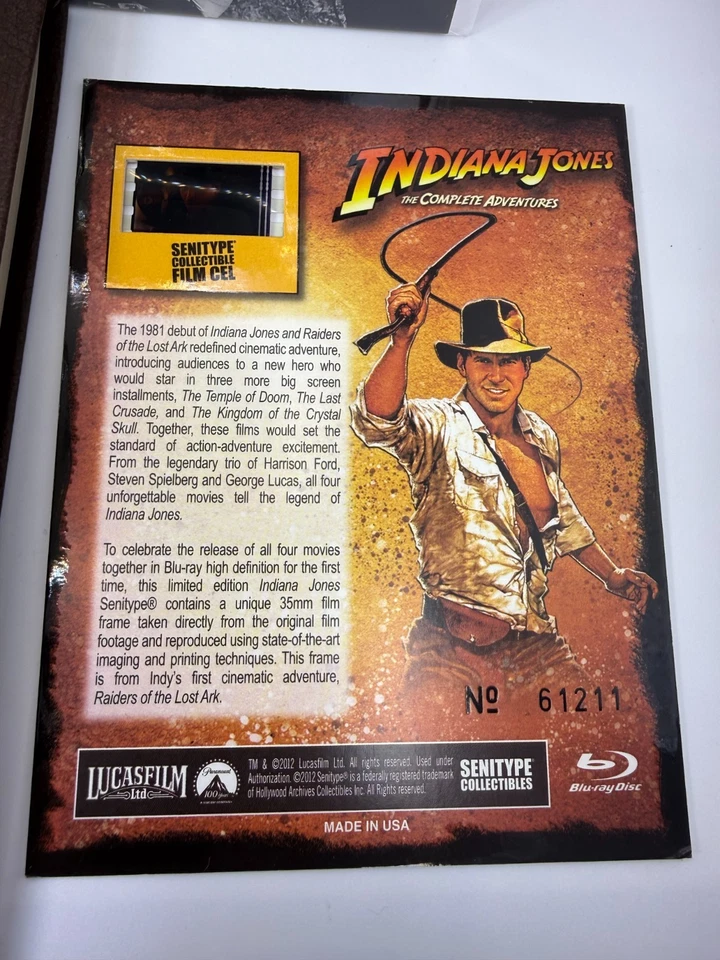 INDIANA JONES
THE COMPLETE ADVENTURES
SENITYPE®
COLLECTIBLE
FILM CEL
The 1981 debut of Indiana Jones and Raiders
of the Lost Ark redefined cinematic adventure,
introducing audiences to a new hero who
would star in three more big screen
installments, The Temple of Doom, The Last
Crusade, and The Kingdom of the Crystal
Skull. Together, these films would set the
standard of action-adventure excitement.
From the legendary trio of Harrison Ford,
Steven Spielberg and George Lucas, all four
unforgettable movies tell the legend of
Indiana Jones.
To celebrate the release of all four movies
together in Blu-ray high definition for the first
time, this limited edition Indiana Jones
Senitype® contains a unique 35mm film
frame taken directly from the original film
footage and reproduced using state-of-the-art
imaging and printing techniques. This frame
is from Indy's first cinematic adventure,
Raiders of the Lost Ark.
Nº 61211
LUCASFILM
Ltd
Paramount
100 Years
TM & ©2012 Lucasfilm Ltd. All rights reserved. Used under
Authorization. ©2012 Senitype® is a federally registered trademark
of Hollywood Archives Collectibles Inc. All Rights reserved.
SENITYPE®
COLLECTIBLES
Blu-ray Disc
MADE IN USA